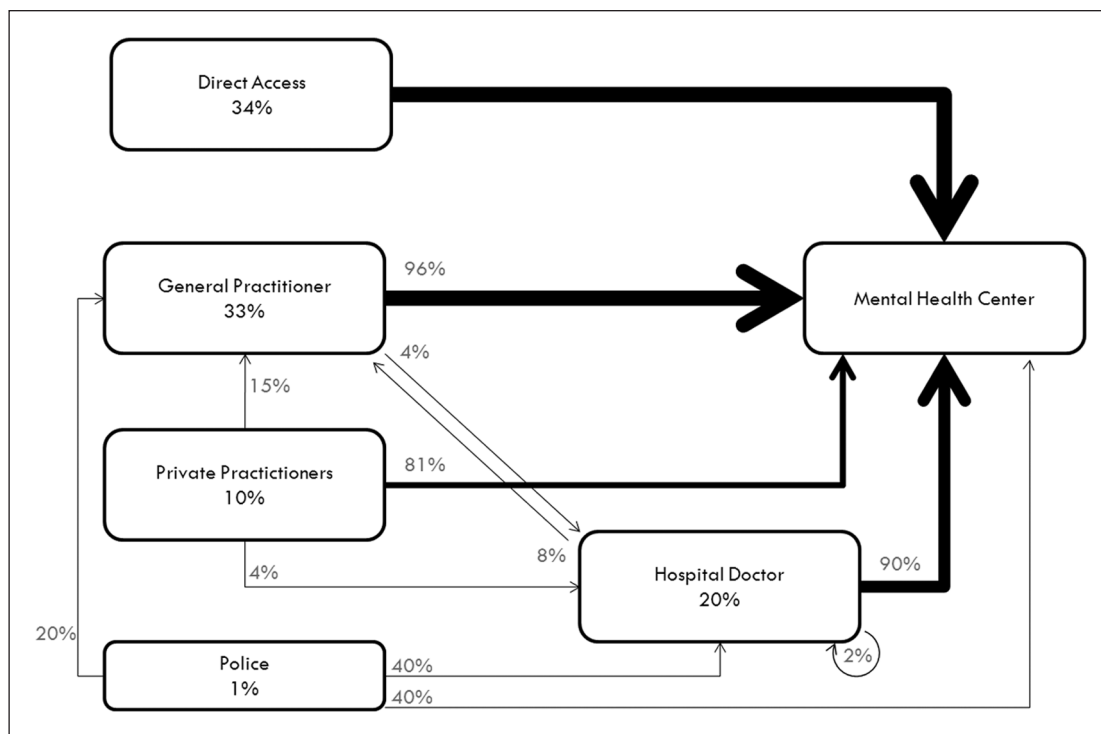 Direct Access
34%
General Practitioner
33%
96%
Mental Health Center
4%
15%
Private Practictioners
10%
81%
8%
4%
Hospital Doctor
20%
90%
2%
20%
Police
1%
40%
40%